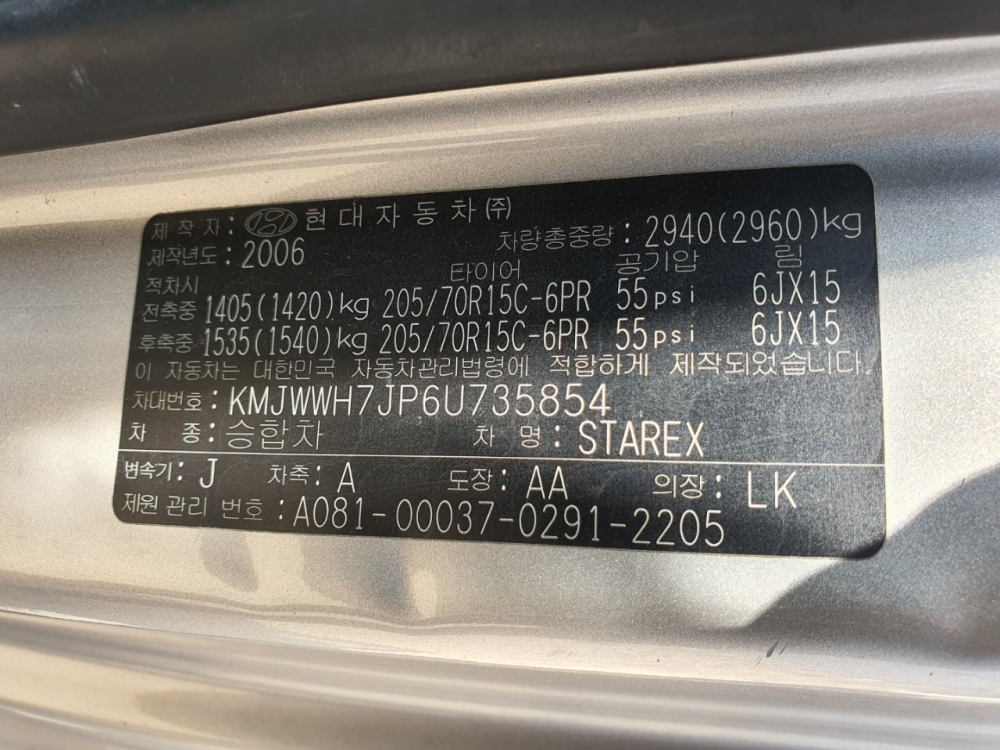 제 작 자 : 현 대 자 동 차 (주)
제작년도 : 2006 차량총중량 : 2940(2960)kg
적차시 타이어 공기압 림
전축중 1405(1420)kg 205/70R15C-6PR 55psi 6JX15
후축중 1535(1540)kg 205/70R15C-6PR 55psi 6JX15
이 자동차는 대한민국 자동차관리법령에 적합하게 제작되었습니다.
차대번호 : KMJWWH7JP6U735854
차 종 : 승합차 차 명 : STAREX
변속기 : J 차축 : A 도장 : AA 의장 : LK
제원 관리 번호 : A081-00037-0291-2205